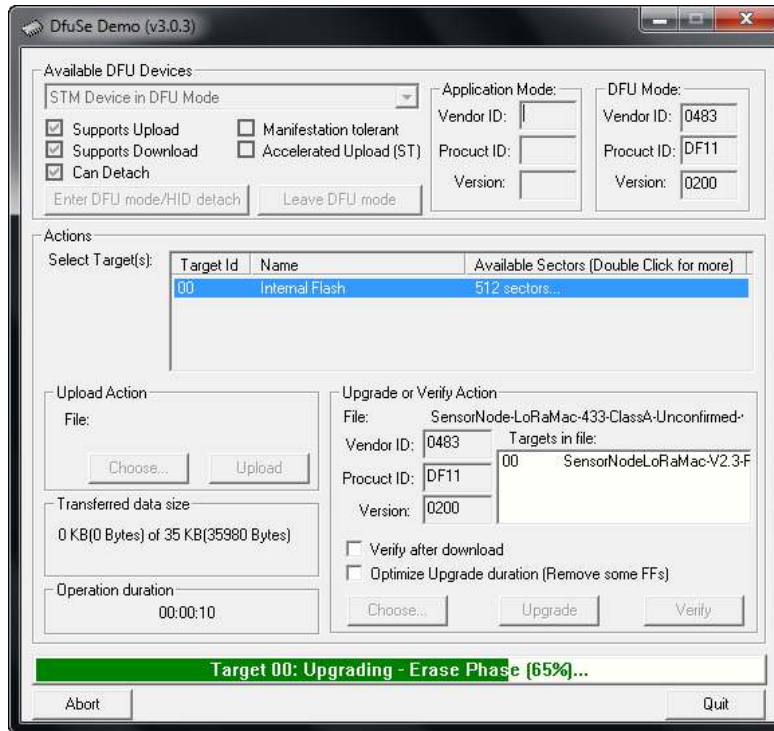 DfuSe Demo (v3.0.3)
Available DFU Devices
STM Device in DFU Mode
Supports Upload
Manifestation tolerant
Supports Download
Accelerated Upload (ST)
Can Detach
Enter DFU mode/HID detach
Leave DFU mode
Application Mode:
Vendor ID:
Procuct ID:
Version:
DFU Mode:
Vendor ID: 0483
Procuct ID: DF11
Version: 0200
Actions
Select Target(s):
Target Id Name Available Sectors (Double Click for more)
00 Internal Flash 512 sectors...
Upload Action
File:
Choose... Upload
Transferred data size
0 KB(0 Bytes) of 35 KB(35980 Bytes)
Operation duration
00:00:10
Upgrade or Verify Action
File: SensorNode-LoRaMac-433-ClassA-Unconfirmed-
Vendor ID: 0483
Procuct ID: DF11
Version: 0200
Targets in file:
00 SensorNodeLoRaMac-V2.3-F
Verify after download
Optimize Upgrade duration (Remove some FFs)
Choose... Upgrade Verify
Target 00: Upgrading - Erase Phase (65%)...
Abort Quit